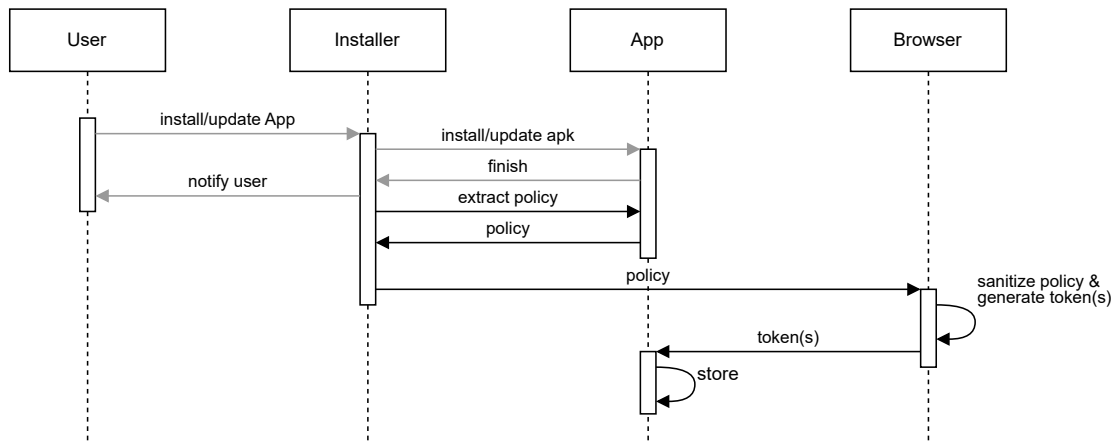 User
Installer
App
Browser
install/update App
install/update apk
finish
notify user
extract policy
policy
policy
sanitize policy &
generate token(s)
token(s)
store